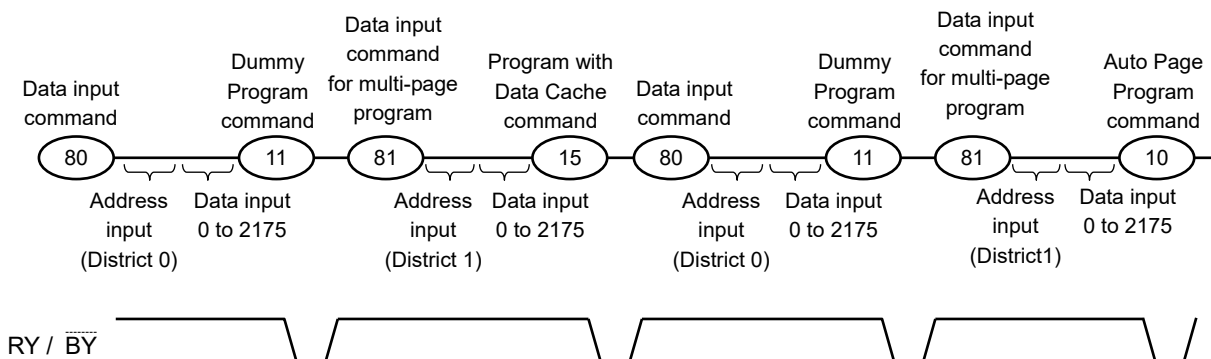 Data input
command
Dummy
Program
command
Data input
command
for multi-page
program
Program with
Data Cache
command
Data input
command
Dummy
Program
command
Data input
command
for multi-page
program
Auto Page
Program
command
80
11
81
15
80
11
81
10
Address
input
(District 0)
Data input
0 to 2175
Address
input
(District 1)
Data input
0 to 2175
Address
input
(District 0)
Data input
0 to 2175
Address
input
(District1)
Data input
0 to 2175
RY / BY